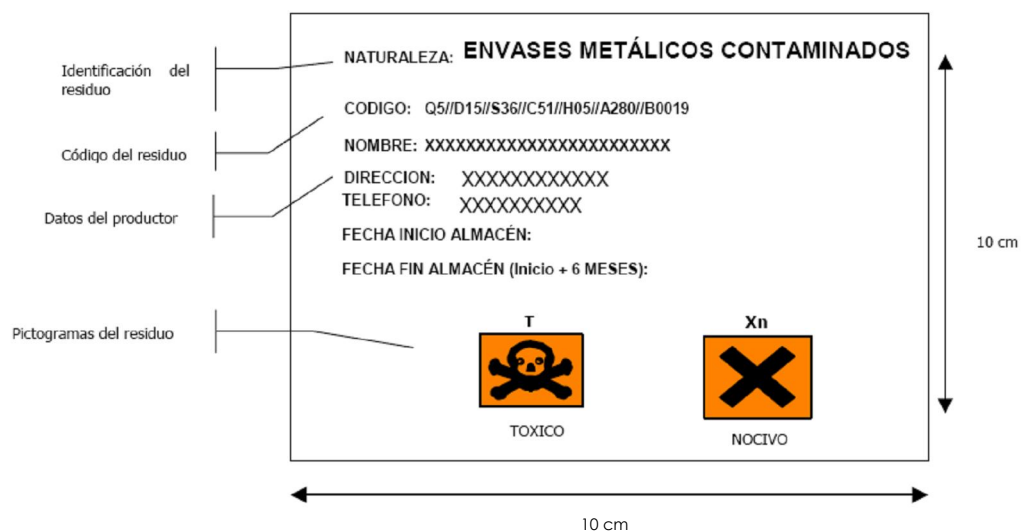 Identificación del
residuo
Código del residuo
Datos del productor
Pictogramas del residuo
NATURALEZA: ENVASES METÁLICOS CONTAMINADOS
CODIGO: Q5//D15//S36//C51//H05//A280//B0019
NOMBRE: XXXXXXXXXXXXXXXXXXXXXXX
DIRECCION: XXXXXXXXXXXX
TELEFONO: XXXXXXXXXX
FECHA INICIO ALMACÉN:
FECHA FIN ALMACÉN (Inicio + 6 MESES):
T
TOXICO
Xn
NOCIVO
10 cm
10 cm